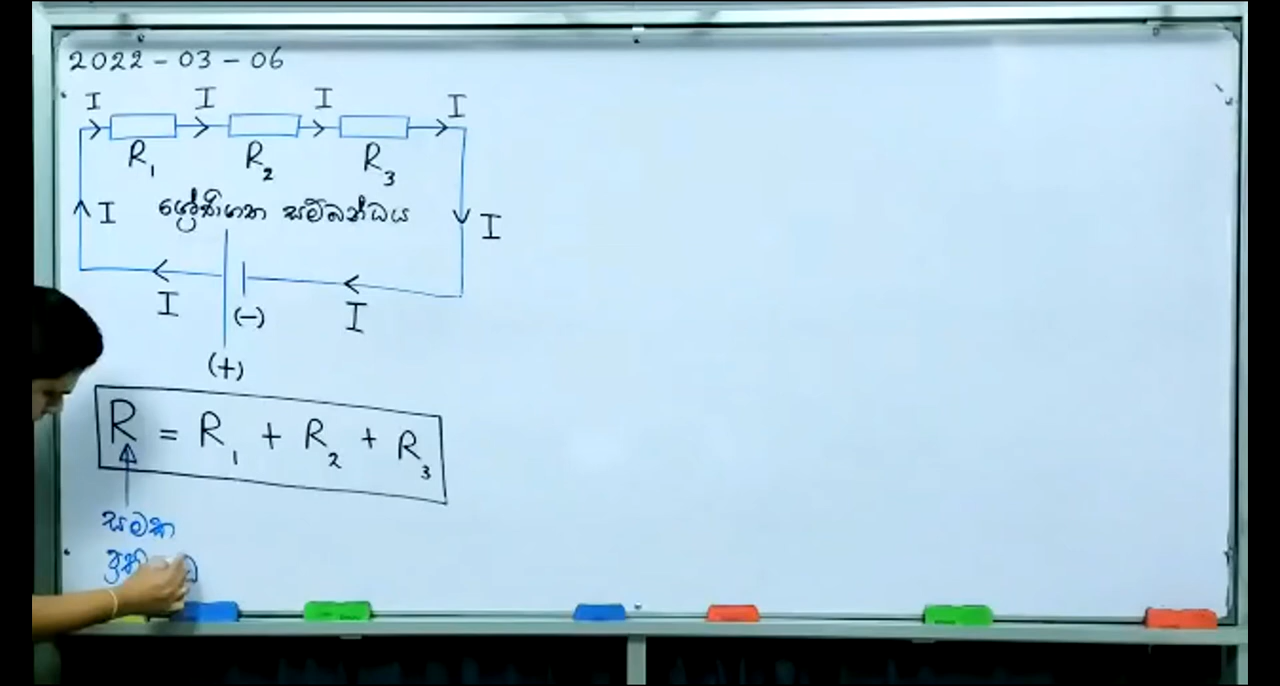 2022 - 03 - 06
I I I I
R₁ R₂ R₃
I ශ්‍රේණිගත සම්බන්ධය I
I (-) I
(+)
R = R₁ + R₂ + R₃
සමක